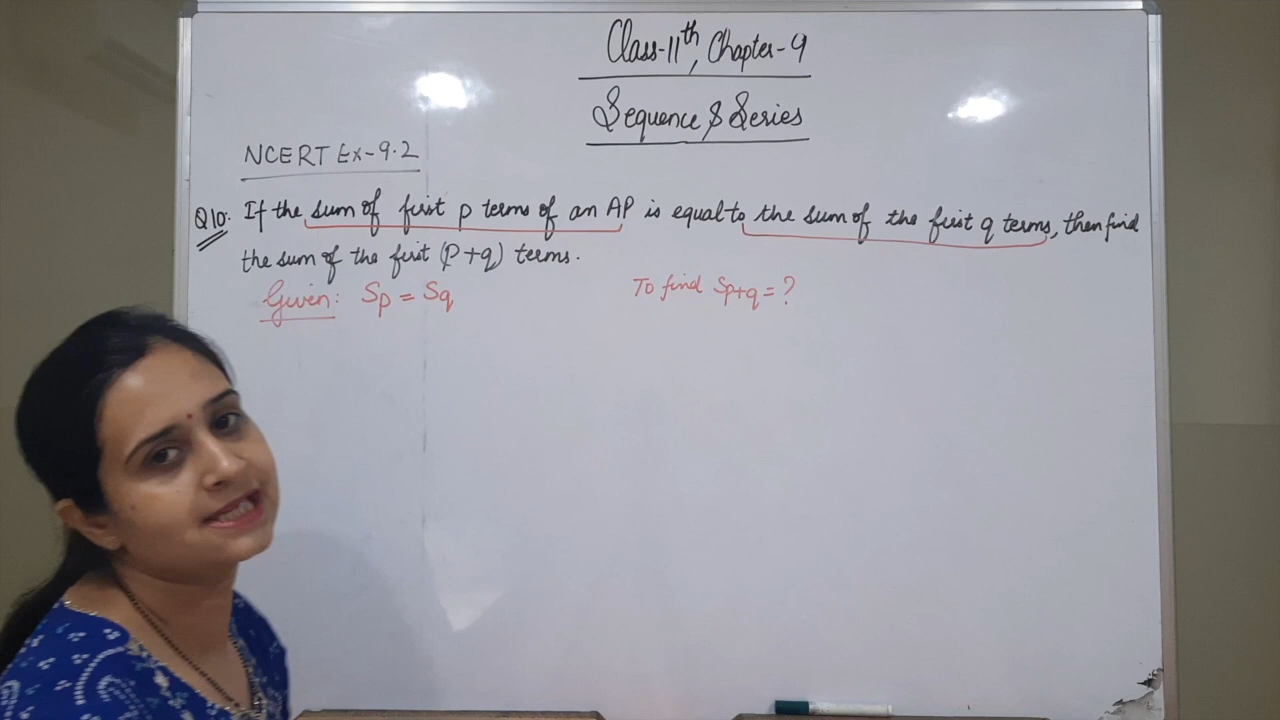 Class-11th, Chapter-9
Sequence & Series
NCERT Ex-9.2
Q10: If the sum of first p terms of an AP is equal to the sum of the first q terms, then find
the sum of the first (p+q) terms.
Given: Sp = Sq To find Sp+q = ?